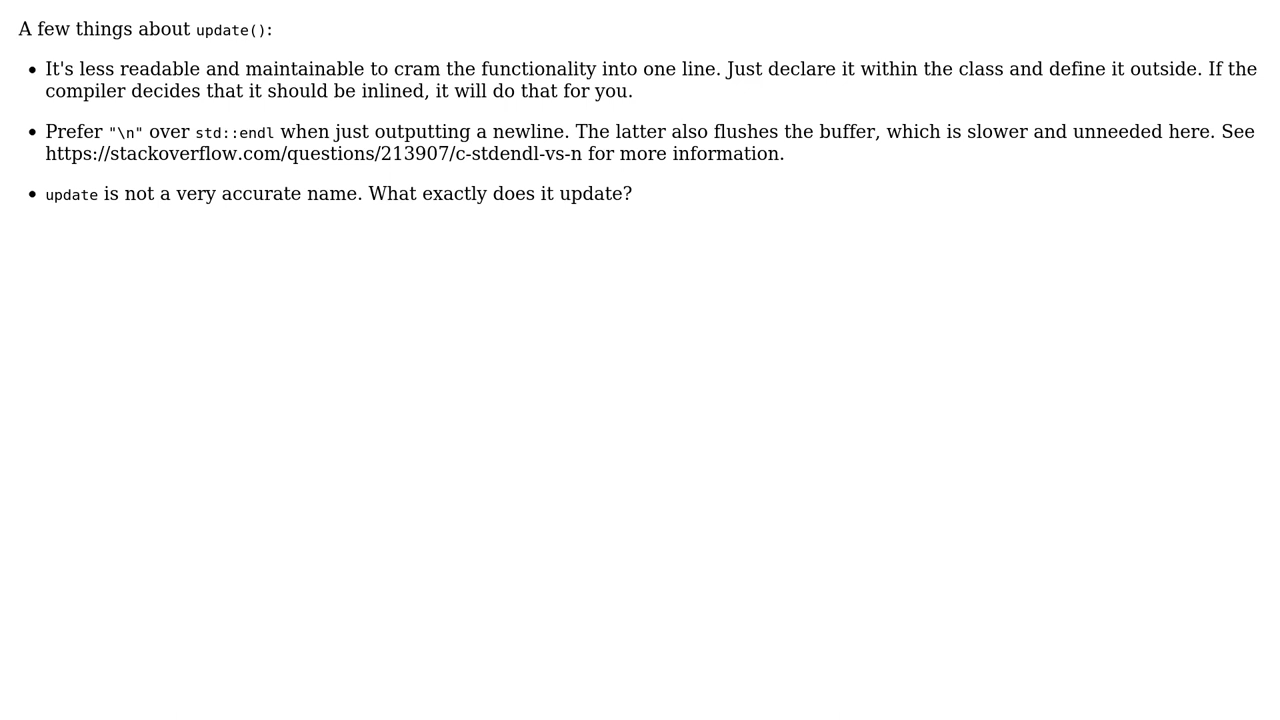 A few things about update():
• It's less readable and maintainable to cram the functionality into one line. Just declare it within the class and define it outside. If the
compiler decides that it should be inlined, it will do that for you.
• Prefer "\n" over std::endl when just outputting a newline. The latter also flushes the buffer, which is slower and unneeded here. See
https://stackoverflow.com/questions/213907/c-stdendl-vs-n for more information.
• update is not a very accurate name. What exactly does it update?